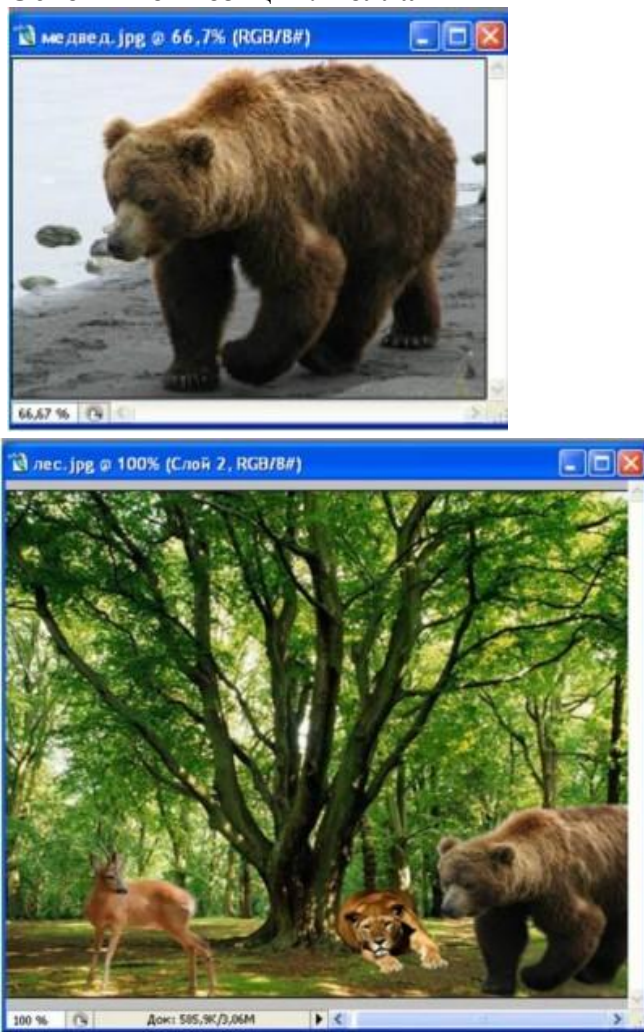 медвед.jpg @ 66,7% (RGB/8#)
66,67 %
лес.jpg @ 100% (Слой 2, RGB/8#)
100 %
Док: 585,9K/3,06M